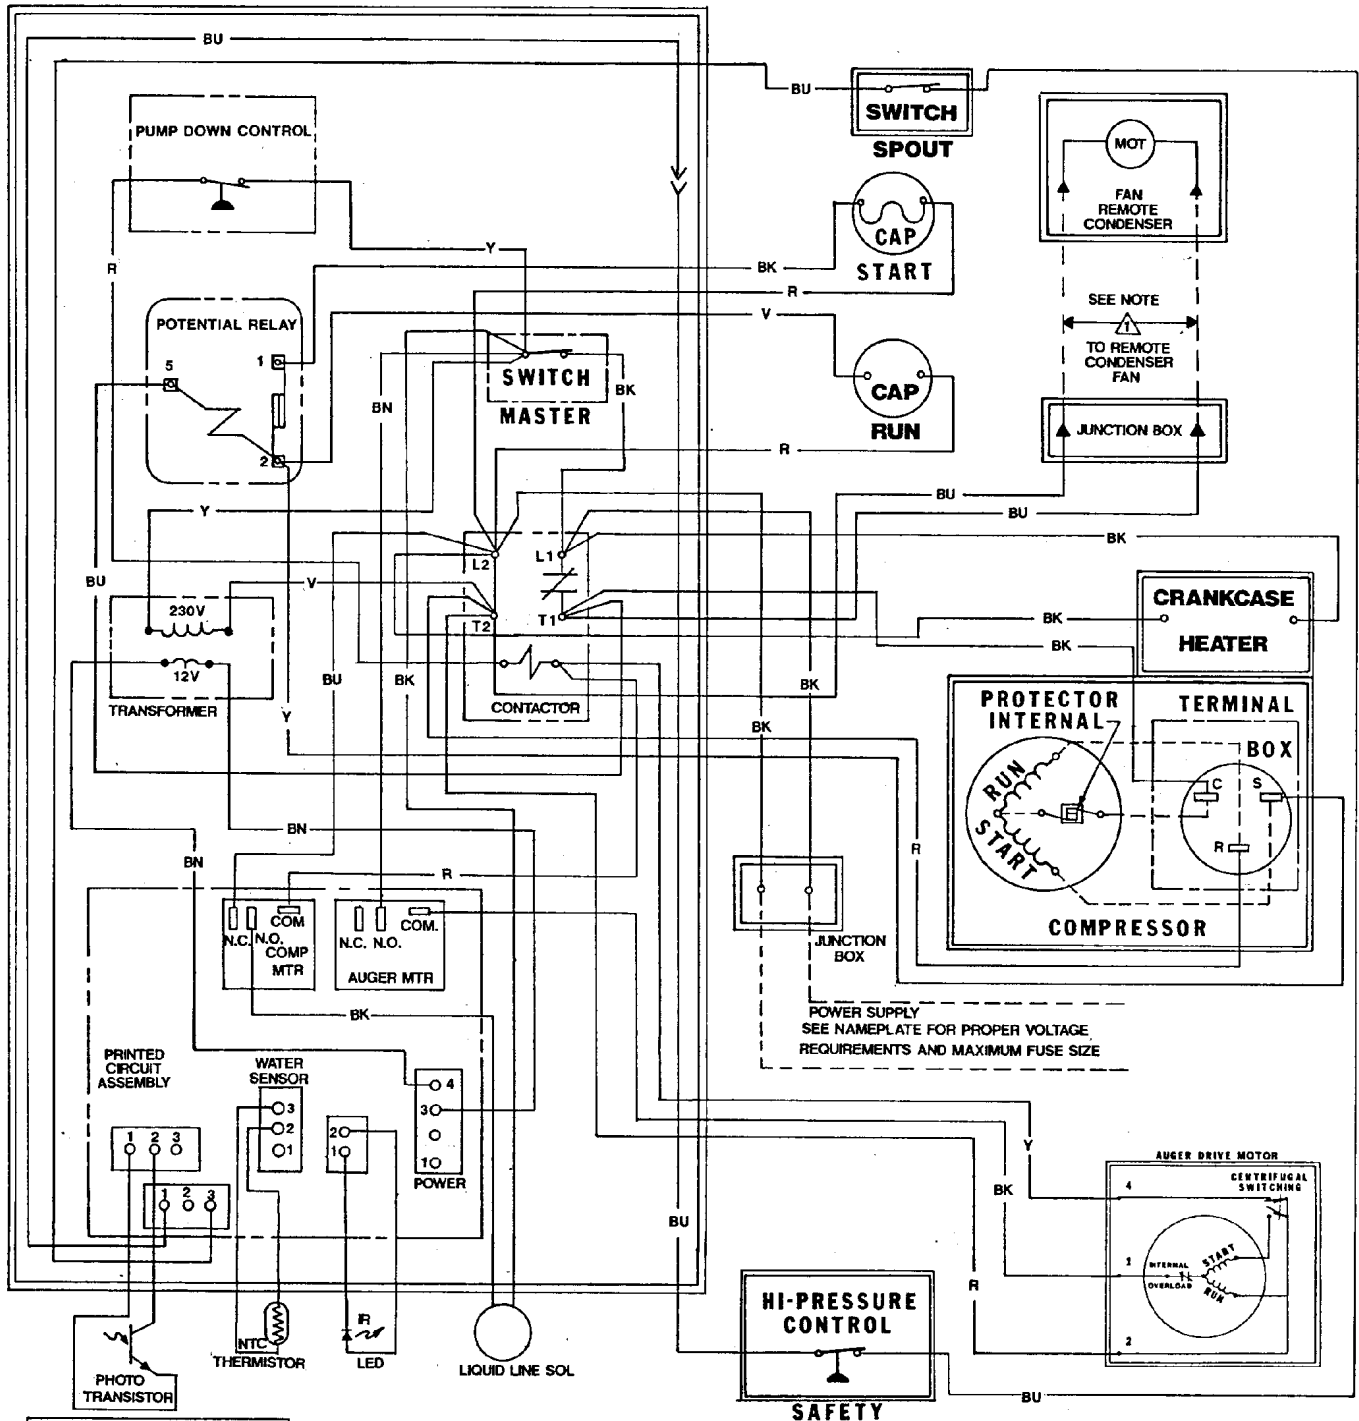 BU
BU
SWITCH
SPOUT
MOT
FAN
REMOTE
CONDENSER
PUMP DOWN CONTROL
CAP
START
Y
R
BK
R
SEE NOTE
1
TO REMOTE
CONDENSER
FAN
V
POTENTIAL RELAY
1
5
2
SWITCH
MASTER
BK
BN
CAP
RUN
R
JUNCTION BOX
BU
BU
Y
BK
L2
L1
BU
V
T2
T1
230V
12V
TRANSFORMER
CRANKCASE
HEATER
BK
BK
BU
BK
BK
BK
CONTACTOR
Y
PROTECTOR
INTERNAL
TERMINAL
BOX
RUN
START
C
S
R
COMPRESSOR
R
BN
BN
R
N.C.
N.O.
COM
COMP
MTR
N.C.
N.O.
COM.
AUGER MTR
BK
JUNCTION
BOX
POWER SUPPLY
SEE NAMEPLATE FOR PROPER VOLTAGE
REQUIREMENTS AND MAXIMUM FUSE SIZE
PRINTED
CIRCUIT
ASSEMBLY
WATER
SENSOR
3
2
1
2
1
4
3
1
POWER
1 2 3
1 2 3
Y
BK
R
BU
AUGER DRIVE MOTOR
CENTRIFUGAL
SWITCHING
4
1
2
INTERNAL
OVERLOAD
START
RUN
HI-PRESSURE
CONTROL
SAFETY
BU
NTC
THERMISTOR
IR
LED
LIQUID LINE SOL
PHOTO
TRANSISTOR